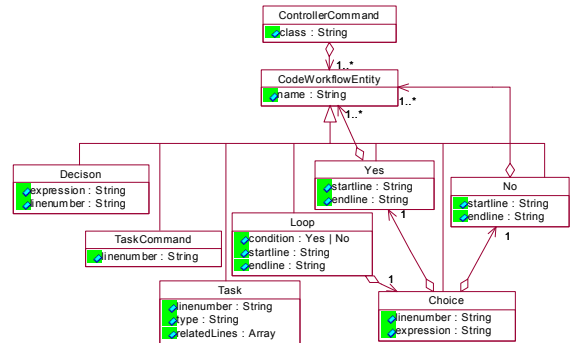 ControllerCommand
class : String
1..*
CodeWorkflowEntity
name : String
1..*
1..*
Decison
expression : String
linenumber : String
Yes
startline : String
endline : String
No
startline : String
endline : String
1
1
TaskCommand
linenumber : String
Loop
condition : Yes | No
startline : String
endline : String
1
Task
linenumber : String
type : String
relatedLines : Array
Choice
linenumber : String
expression : String